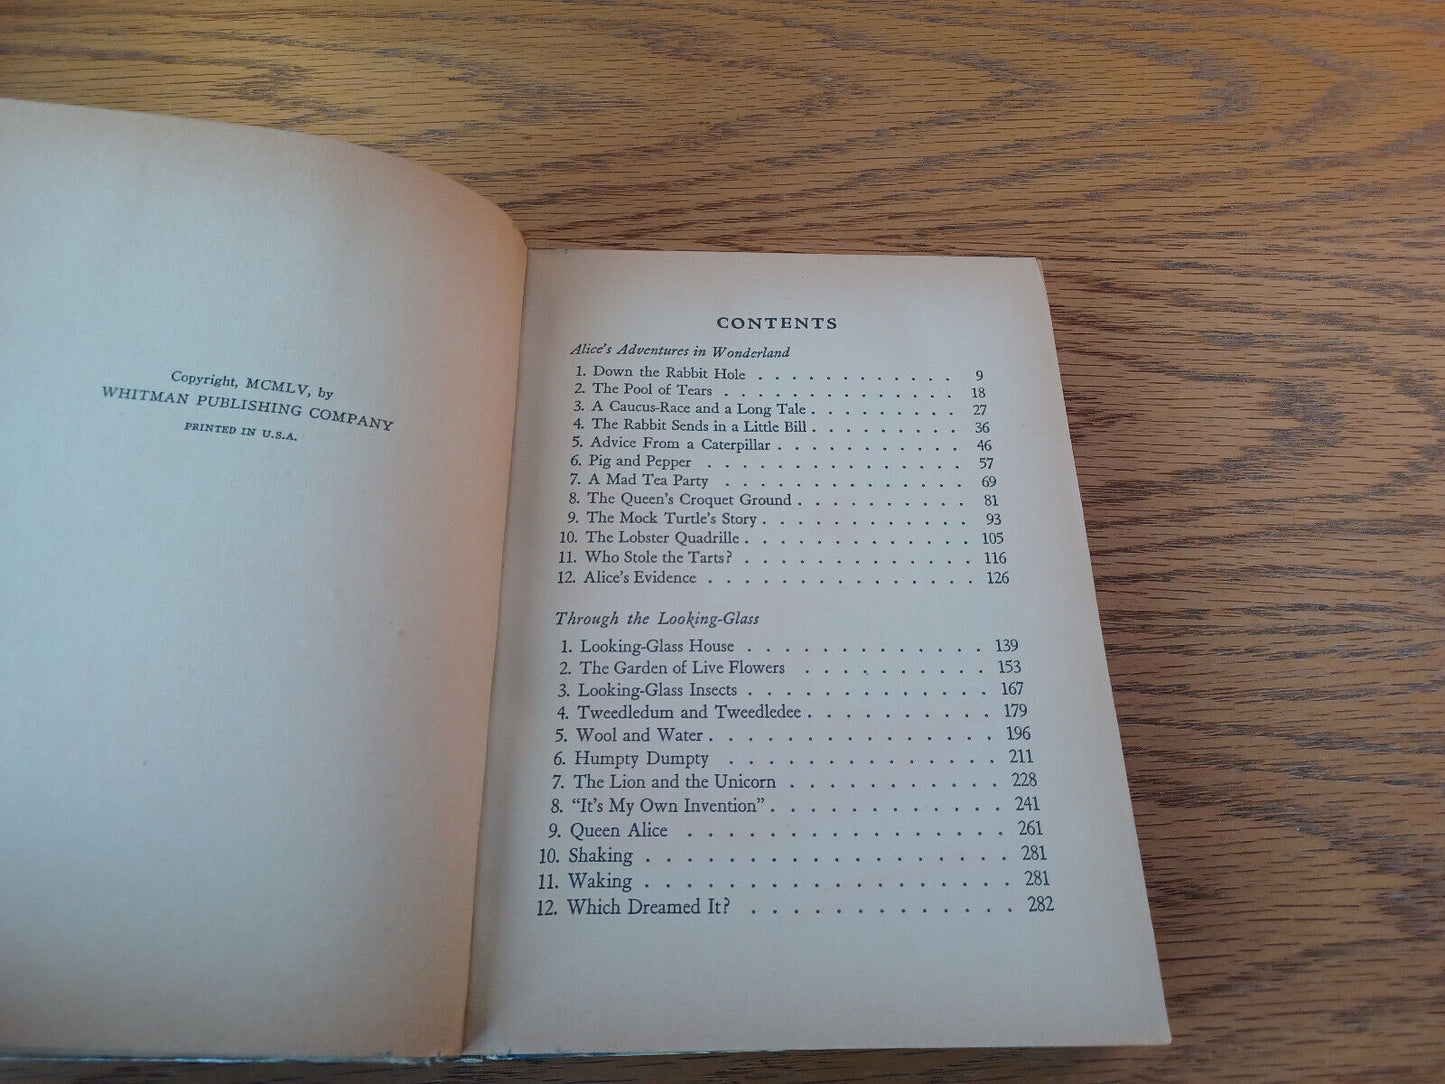 Copyright, MCMLV, by
WHITMAN PUBLISHING COMPANY
PRINTED IN U.S.A.
CONTENTS
Alice's Adventures in Wonderland
1. Down the Rabbit Hole . . . . . . . . . . . . 9
2. The Pool of Tears . . . . . . . . . . . . . . 18
3. A Caucus-Race and a Long Tale . . . . . . . . . 27
4. The Rabbit Sends in a Little Bill . . . . . . . . . 36
5. Advice From a Caterpillar . . . . . . . . . . . 46
6. Pig and Pepper . . . . . . . . . . . . . . 57
7. A Mad Tea Party . . . . . . . . . . . . . 69
8. The Queen's Croquet Ground . . . . . . . . . . 81
9. The Mock Turtle's Story . . . . . . . . . . . . 93
10. The Lobster Quadrille . . . . . . . . . . . . . 105
11. Who Stole the Tarts? . . . . . . . . . . . . . 116
12. Alice's Evidence . . . . . . . . . . . . . . . 126
Through the Looking-Glass
1. Looking-Glass House . . . . . . . . . . . . . 139
2. The Garden of Live Flowers . . . . . . . . . . 153
3. Looking-Glass Insects . . . . . . . . . . . . . 167
4. Tweedledum and Tweedledee . . . . . . . . . . 179
5. Wool and Water . . . . . . . . . . . . . . . 196
6. Humpty Dumpty . . . . . . . . . . . . . . 211
7. The Lion and the Unicorn . . . . . . . . . . . 228
8. “It's My Own Invention” . . . . . . . . . . . . 241
9. Queen Alice . . . . . . . . . . . . . . . . 261
10. Shaking . . . . . . . . . . . . . . . . . . 281
11. Waking . . . . . . . . . . . . . . . . . . 281
12. Which Dreamed It? . . . . . . . . . . . . . 282